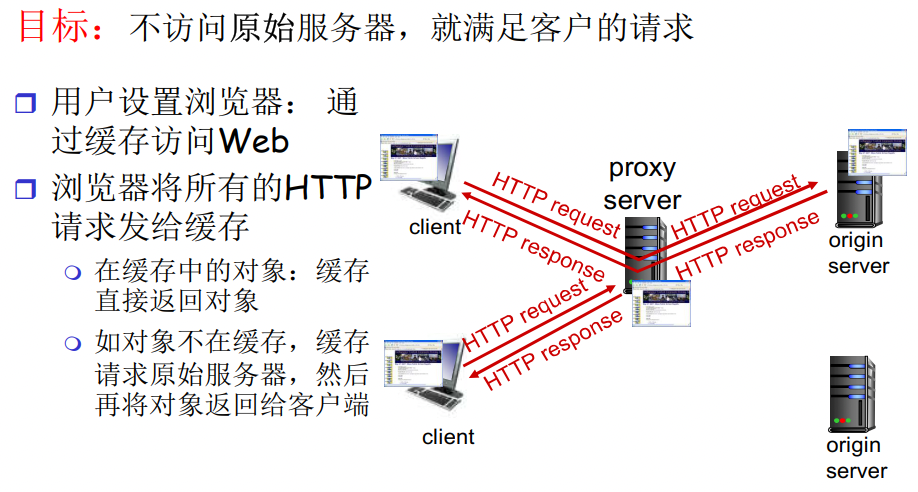 目标：不访问原始服务器，就满足客户的请求
用户设置浏览器： 通
过缓存访问Web
浏览器将所有的HTTP
请求发给缓存
在缓存中的对象：缓存
直接返回对象
如对象不在缓存，缓存
请求原始服务器，然后
再将对象返回给客户端
client
HTTP request
HTTP response
proxy
server
HTTP request
HTTP response
origin
server
HTTP request
HTTP response
client
origin
server